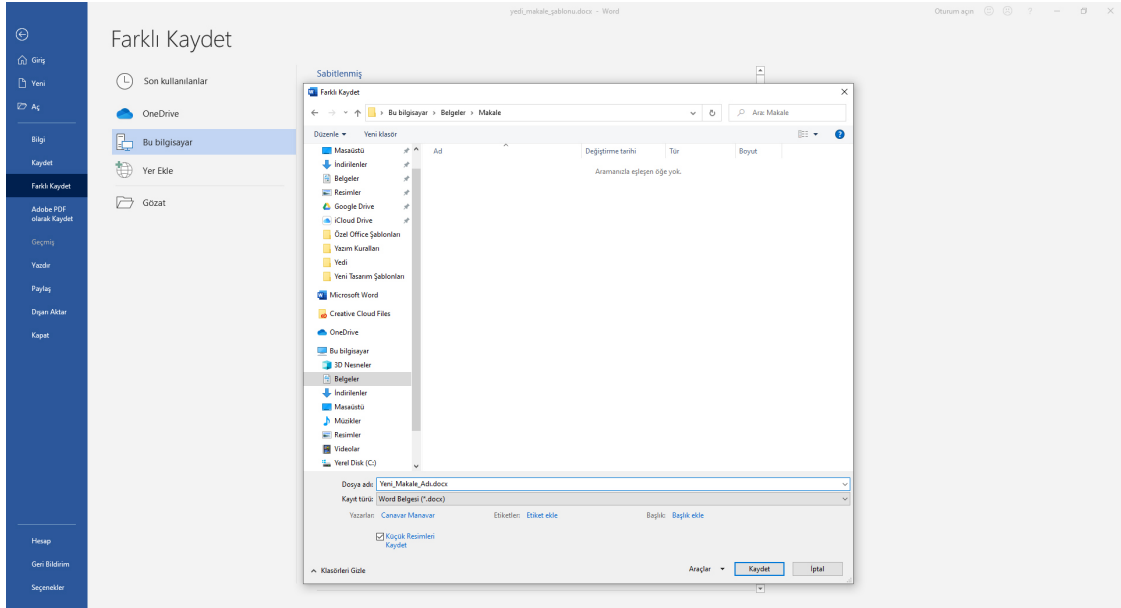 yedi_makale_şablonu.docx - Word
Oturum açın
?
Farklı Kaydet
Giriş
Yeni
Aç
Bilgi
Kaydet
Farklı Kaydet
Adobe PDF
olarak Kaydet
Geçmiş
Yazdır
Paylaş
Dışarı Aktar
Kapat
Hesap
Geri Bildirim
Seçenekler
Son kullanılanlar
OneDrive
Bu bilgisayar
Yer Ekle
Gözat
Sabitlenmiş
Farklı Kaydet
Bu bilgisayar > Belgeler > Makale
Ara: Makale
Düzenle
Yeni klasör
Ad
Değiştirme tarihi
Tür
Boyut
Aramanızla eşleşen öğe yok.
Masaüstü
İndirilenler
Belgeler
Resimler
Google Drive
iCloud Drive
Özel Office Şablonları
Yazım Kuralları
Yedi
Yeni Tasarım Şablonları
Microsoft Word
Creative Cloud Files
OneDrive
Bu bilgisayar
3D Nesneler
Belgeler
İndirilenler
Masaüstü
Müzikler
Resimler
Videolar
Yerel Disk (C:)
Dosya adı: Yeni_Makale_Adı.docx
Kayıt türü: Word Belgesi (*.docx)
Yazarlar: Canavar Manavar
Etiketler: Etiket ekle
Başlık: Başlık ekle
Küçük Resimleri
Kaydet
Klasörleri Gizle
Araçlar
Kaydet
İptal